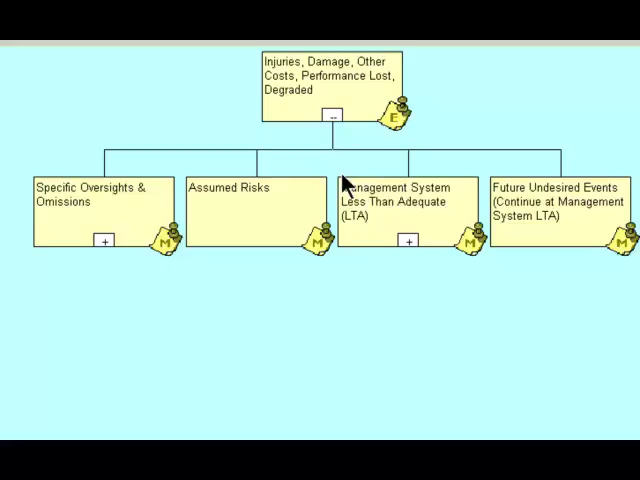 Injuries, Damage, Other
Costs, Performance Lost,
Degraded
--
E
Specific Oversights &
Omissions
+
M
Assumed Risks
M
nagement System
Less Than Adequate
(LTA)
+
M
Future Undesired Events
(Continue at Management
System LTA)
M